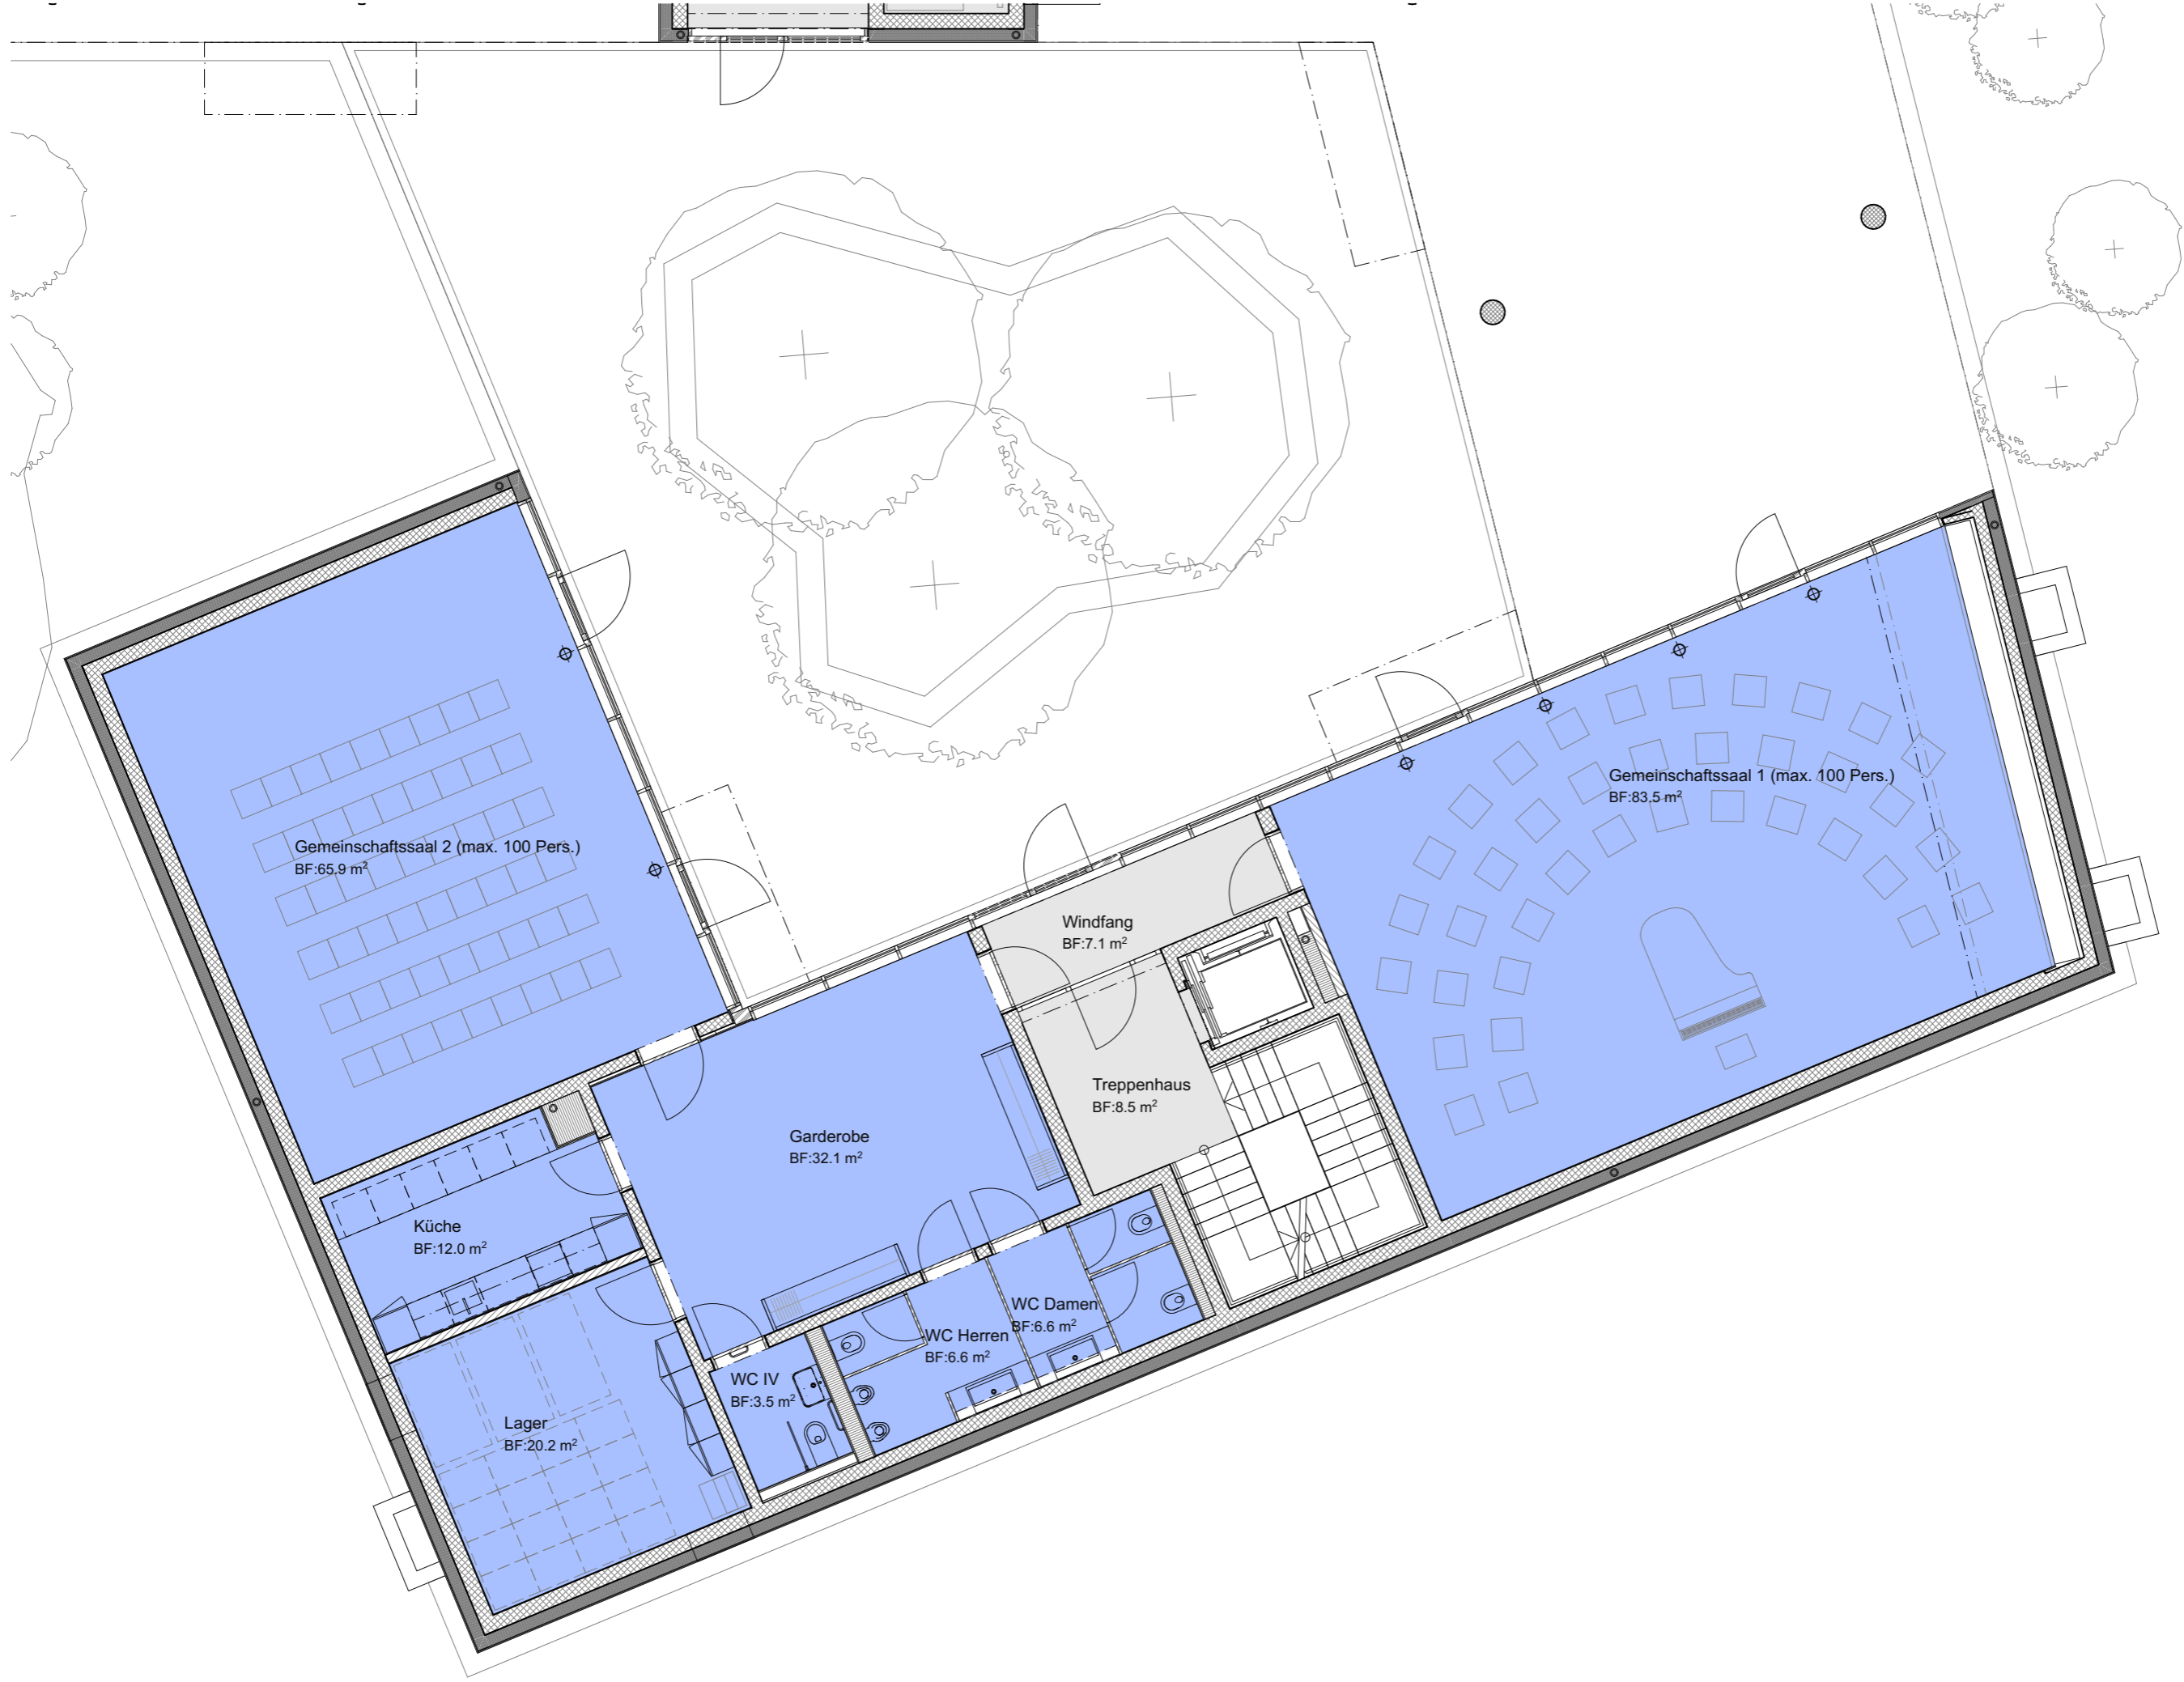 Gemeinschaftssaal 1 (max. 100 Pers.)
BF:83.5 m²
Gemeinschaftssaal 2 (max. 100 Pers.)
BF:65.9 m²
Windfang
BF:7.1 m²
Treppenhaus
BF:8.5 m²
Garderobe
BF:32.1 m²
Küche
BF:12.0 m²
WC Damen
BF:6.6 m²
WC Herren
BF:6.6 m²
WC IV
BF:3.5 m²
Lager
BF:20.2 m²